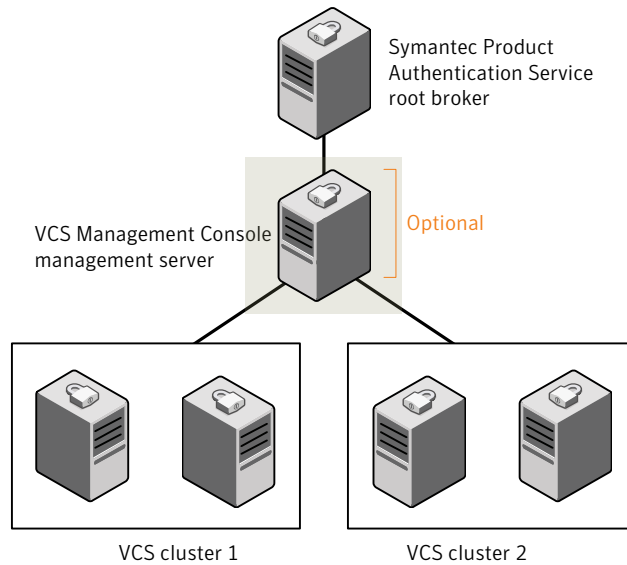 Symantec Product
Authentication Service
root broker
Optional
VCS Management Console
management server
VCS cluster 1
VCS cluster 2